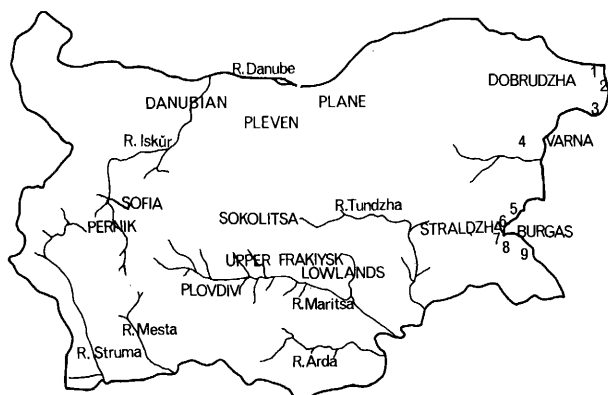 R. Danube
DOBRUDZHA
1
2
DANUBIAN
PLANE
3
PLEVEN
R. Iskŭr
4
VARNA
SOFIA
R.Tundzha
5
SOKOLITSA
6
PERNIK
STRALDZHA
BURGAS
7
8
9
UPPER FRAKIYSK
LOWLANDS
PLOVDIV
R. Maritsa
R. Mesta
R. Struma
R. Arda